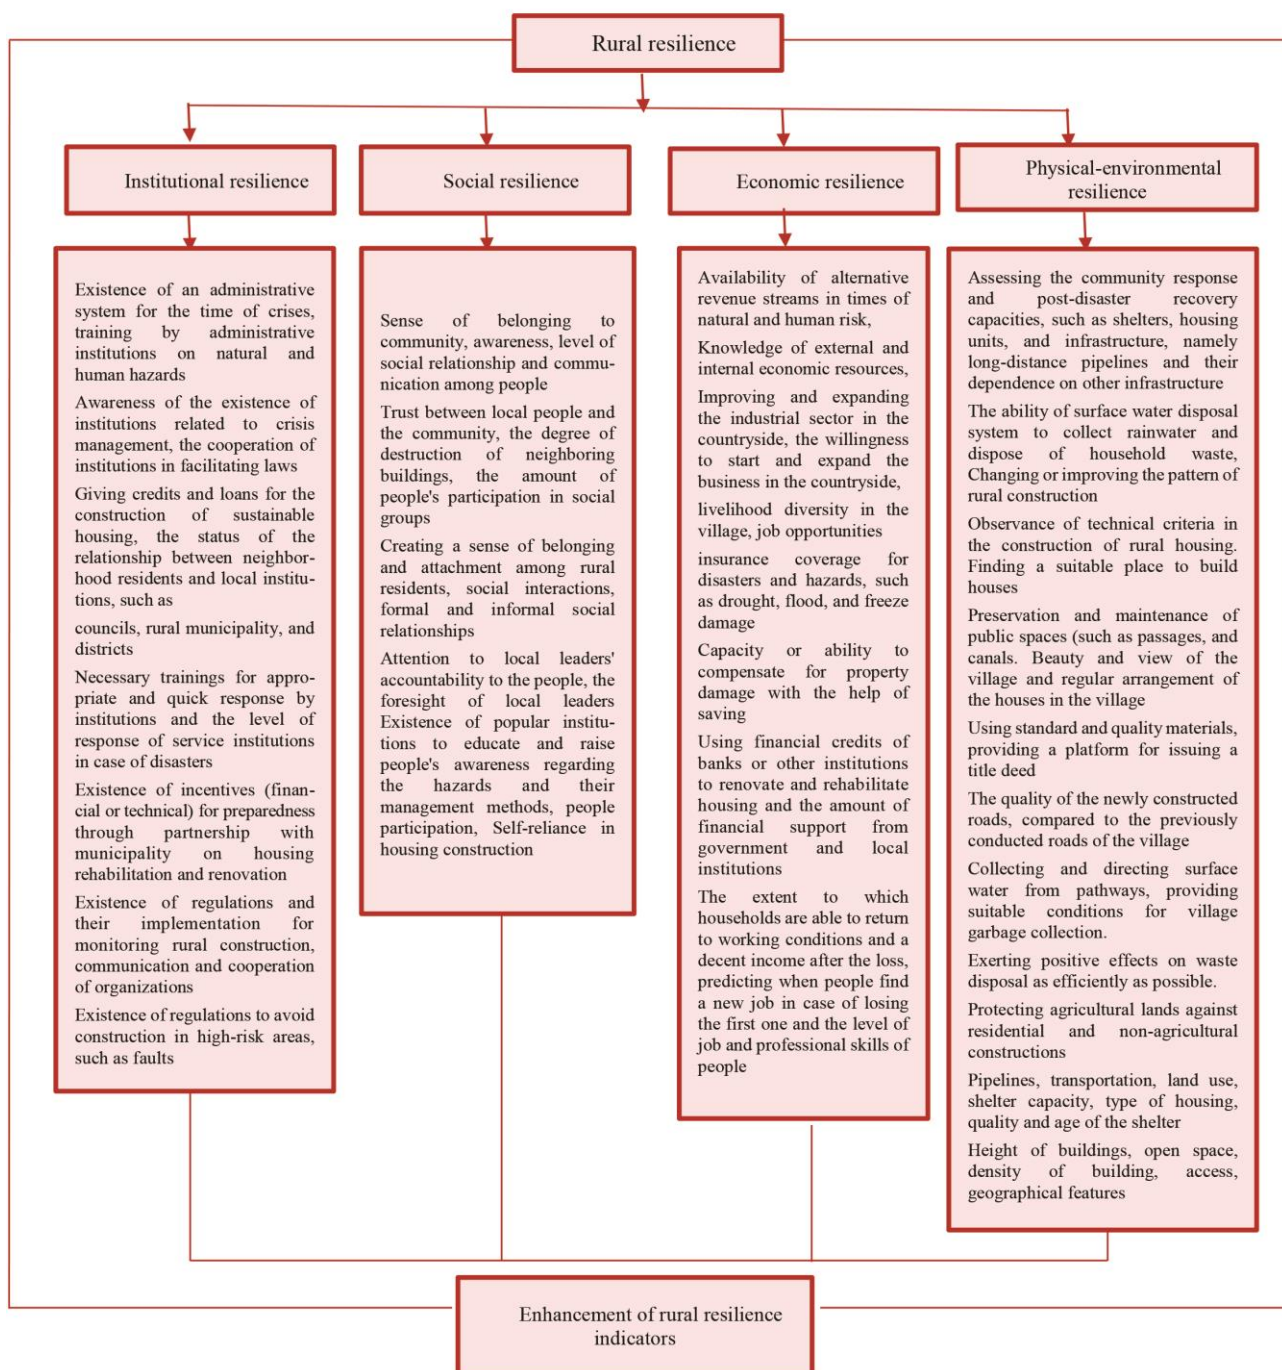 Rural resilience
Institutional resilience
Social resilience
Economic resilience
Physical-environmental
resilience
Existence of an administrative
system for the time of crises,
training by administrative
institutions on natural and
human hazards
Awareness of the existence of
institutions related to crisis
management, the cooperation of
institutions in facilitating laws
Giving credits and loans for the
construction of sustainable
housing, the status of the
relationship between neighbor-
hood residents and local institu-
tions, such as
councils, rural municipality, and
districts
Necessary trainings for appro-
priate and quick response by
institutions and the level of
response of service institutions
in case of disasters
Existence of incentives (finan-
cial or technical) for preparedness
through partnership with
municipality on housing
rehabilitation and renovation
Existence of regulations and
their implementation for
monitoring rural construction,
communication and cooperation
of organizations
Existence of regulations to avoid
construction in high-risk areas,
such as faults
Sense of belonging to
community, awareness, level of
social relationship and commu-
nication among people
Trust between local people and
the community, the degree of
destruction of neighboring
buildings, the amount of
people's participation in social
groups
Creating a sense of belonging
and attachment among rural
residents, social interactions,
formal and informal social
relationships
Attention to local leaders'
accountability to the people, the
foresight of local leaders
Existence of popular institu-
tions to educate and raise
people's awareness regarding
the hazards and their
management methods, people
participation, Self-reliance in
housing construction
Availability of alternative
revenue streams in times of
natural and human risk,
Knowledge of external and
internal economic resources,
Improving and expanding
the industrial sector in the
countryside, the willingness
to start and expand the
business in the countryside,
livelihood diversity in the
village, job opportunities
insurance coverage for
disasters and hazards, such
as drought, flood, and freeze
damage
Capacity or ability to
compensate for property
damage with the help of
saving
Using financial credits of
banks or other institutions
to renovate and rehabilitate
housing and the amount of
financial support from
government and local
institutions
The extent to which
households are able to return
to working conditions and a
decent income after the loss,
predicting when people find
a new job in case of losing
the first one and the level of
job and professional skills of
people
Assessing the community response
and post-disaster recovery
capacities, such as shelters, housing
units, and infrastructure, namely
long-distance pipelines and their
dependence on other infrastructure
The ability of surface water disposal
system to collect rainwater and
dispose of household waste,
Changing or improving the pattern of
rural construction
Observance of technical criteria in
the construction of rural housing.
Finding a suitable place to build
houses
Preservation and maintenance of
public spaces (such as passages, and
canals. Beauty and view of the
village and regular arrangement of
the houses in the village
Using standard and quality materials,
providing a platform for issuing a
title deed
The quality of the newly constructed
roads, compared to the previously
conducted roads of the village
Collecting and directing surface
water from pathways, providing
suitable conditions for village
garbage collection.
Exerting positive effects on waste
disposal as efficiently as possible.
Protecting agricultural lands against
residential and non-agricultural
constructions
Pipelines, transportation, land use,
shelter capacity, type of housing,
quality and age of the shelter
Height of buildings, open space,
density of building, access,
geographical features
Enhancement of rural resilience
indicators